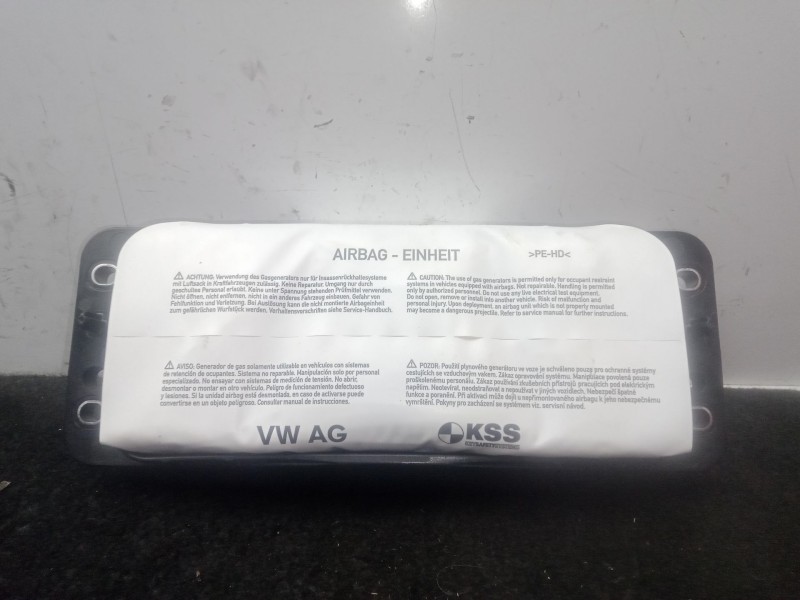 AIRBAG - EINHEIT
>PE-HD<
ACHTUNG: Verwendung des Gasgenerators nur für Insassenrückhaltesysteme
mit Luftsack in Kraftfahrzeugen zulässig. Keine Reparatur. Umgang nur durch
geschultes Personal erlaubt. Keine unter Spannung stehenden Prüfmittel verwenden.
Nicht öffnen, nicht entfernen, nicht in ein anderes Fahrzeug einbauen. Gefahr von
Fehlfunktion und Verletzung. Bei Auslösung kann die nicht montierte Airbageinheit
zum gefährlichen Wurfstück werden. Verhaltensvorschriften siehe Service-Handbuch.
CAUTION: The use of gas generators is permitted only for occupant restraint
systems in vehicles equipped with airbags. Not repairable. Handling is permitted
only by authorized personnel. Do not use any live electrical test equipment.
Do not open, remove or install into another vehicle. Risk of malfunction and
personal injury. Upon deployment, an airbag unit which is not properly mounted
may become a dangerous projectile. Refer to service manual for further instructions.
AVISO: Generador de gas solamente utilizable en vehículos con sistemas
de retención de ocupantes. Sistema no reparable. Manipulación solo por personal
especializada. No ensayar con sistemas de medición de tensión. No abrir,
desmontar o montar en otro vehículo. Peligro de funcionamiento defectuoso
y lesiones. Si la unidad airbag está desmontada, en caso de activarse puede
convertirse en un objeto peligroso. Consultar manual de instrucciones.
POZOR: Použití plynového generátoru ve voze je schváleno pouze pro ochranné systémy
cestujících se vzduchovým vakem. Zákaz opravování systému. Manipulace povolená pouze
proškolenému personálu. Zákaz používání zkušebních přístrojů pracujících pod elektrickým
napětím. Neotevírat, neodstraňovat a nepoužívat v jiných vozidlech. Nebezpečí špatné
funkce a poranění. Při aktivaci může dojít u nepřimontovaného airbagu k jeho nebezpečnému
vymrštění. Pokyny pro zacházení se systémem viz. servisní návod.
VW AG
KSS